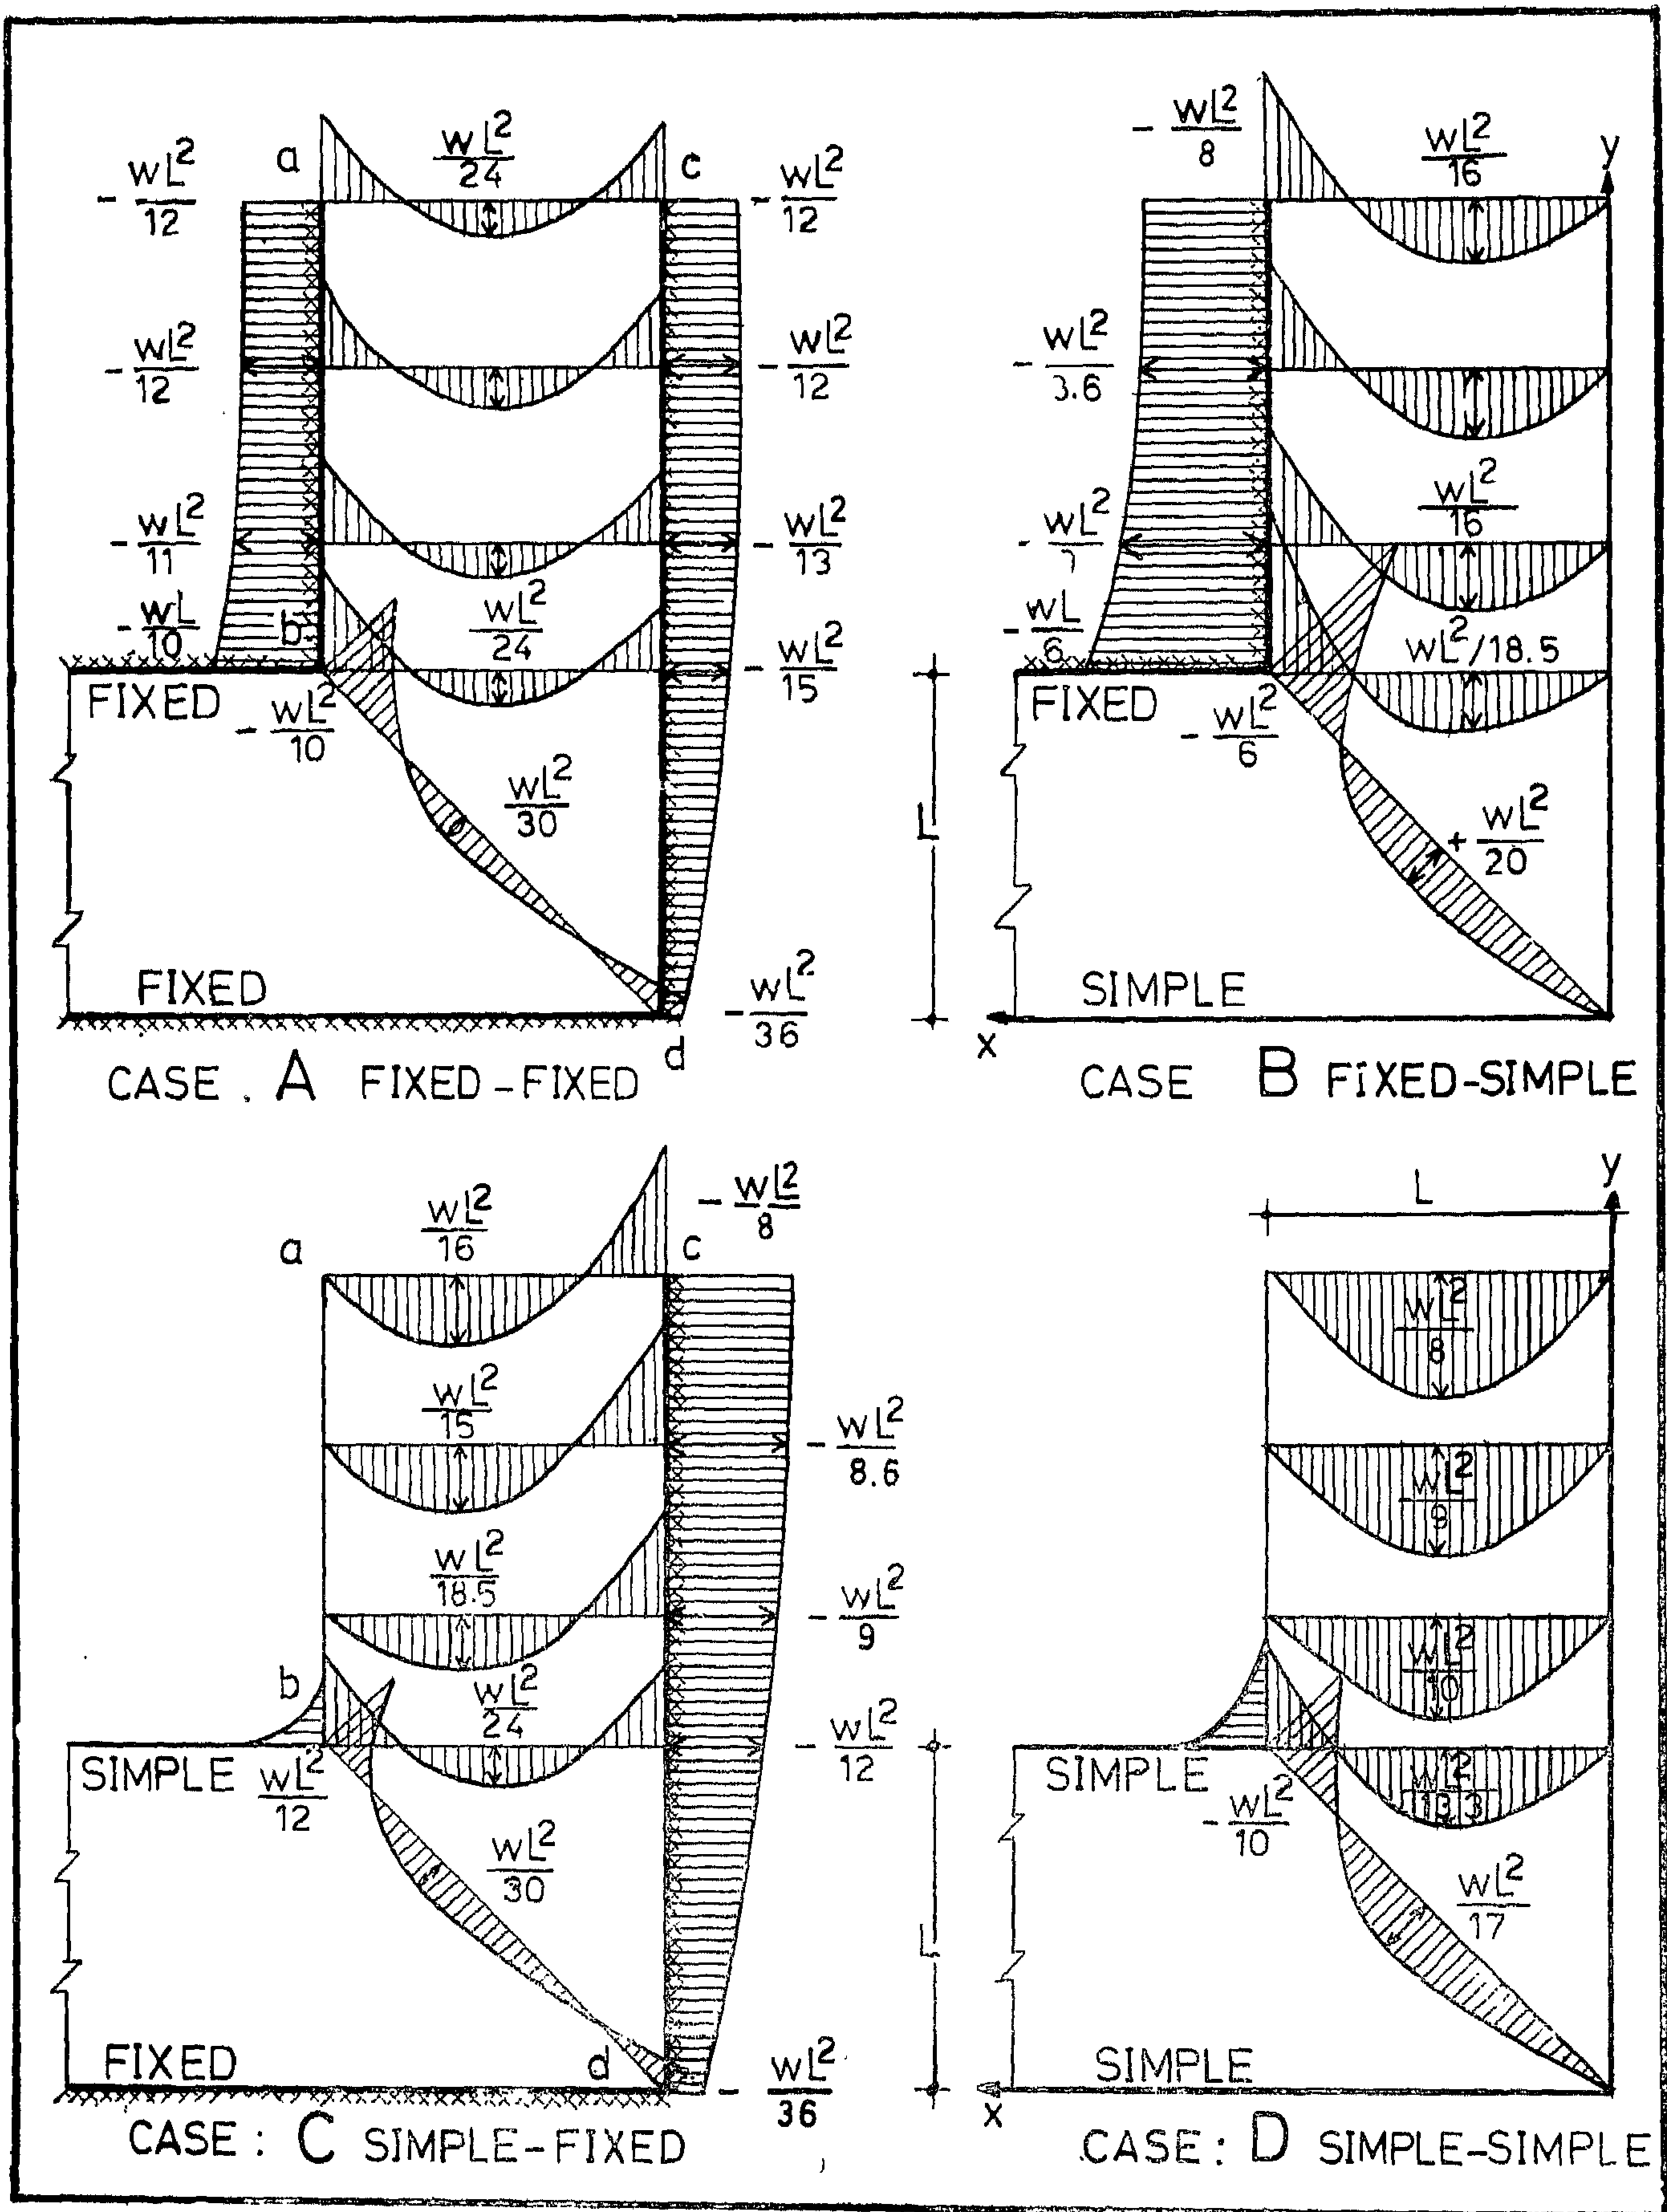 a
wL²/24
c
- wL²/12
- wL²/12
- wL²/12
- wL²/12
- wL²/11
- wL²/13
- wL/10
b
wL²/24
- wL²/15
FIXED
- wL²/10
wL²/30
FIXED
- wL²/36
d
CASE . A FIXED-FIXED
- wL²/8
wL²/16
y
- wL²/3.6
wL²/16
- wL²/7
- wL/6
wL²/18.5
FIXED
- wL²/6
L
+ wL²/20
SIMPLE
x
CASE B FIXED-SIMPLE
wL²/16
- wL²/8
a
c
wL²/15
- wL²/8.6
wL²/18.5
- wL²/9
b
wL²/24
- wL²/12
SIMPLE
wL²/12
wL²/30
FIXED
d
- wL²/36
CASE : C SIMPLE-FIXED
L
y
wL²/8
wL²/9
wL²/10
wL²/13.3
SIMPLE
- wL²/10
L
wL²/17
SIMPLE
x
CASE : D SIMPLE-SIMPLE